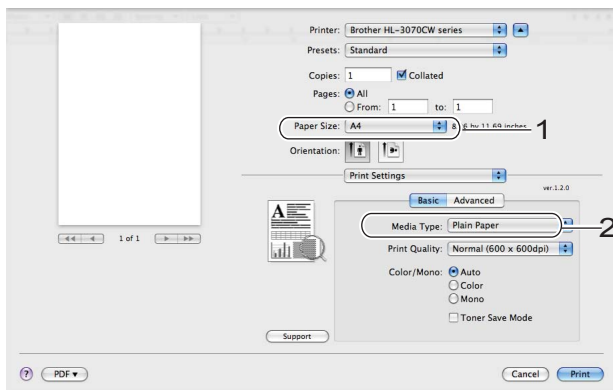 Printer: Brother HL-3070CW series
Presets: Standard
Copies: 1 Collated
Pages: All
From: 1 to: 1
Paper Size: A4 by 11.69 inches 1
Orientation:
Print Settings
ver.1.2.0
Basic Advanced
A
Media Type: Plain Paper 2
1 of 1
Print Quality: Normal (600 x 600dpi)
Color/Mono: Auto
Color
Mono
Toner Save Mode
Support
? PDF Cancel Print